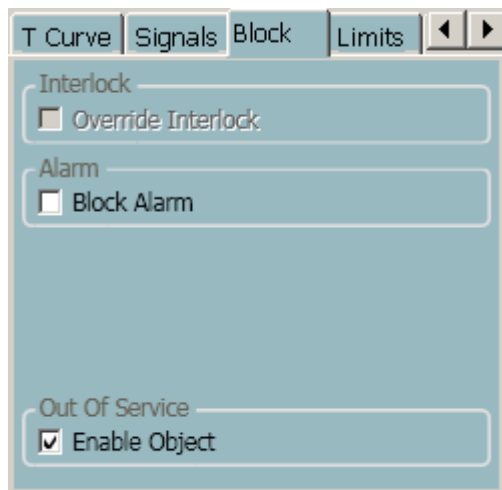 T Curve Signals Block Limits
Interlock
Override Interlock
Alarm
Block Alarm
Out Of Service
Enable Object